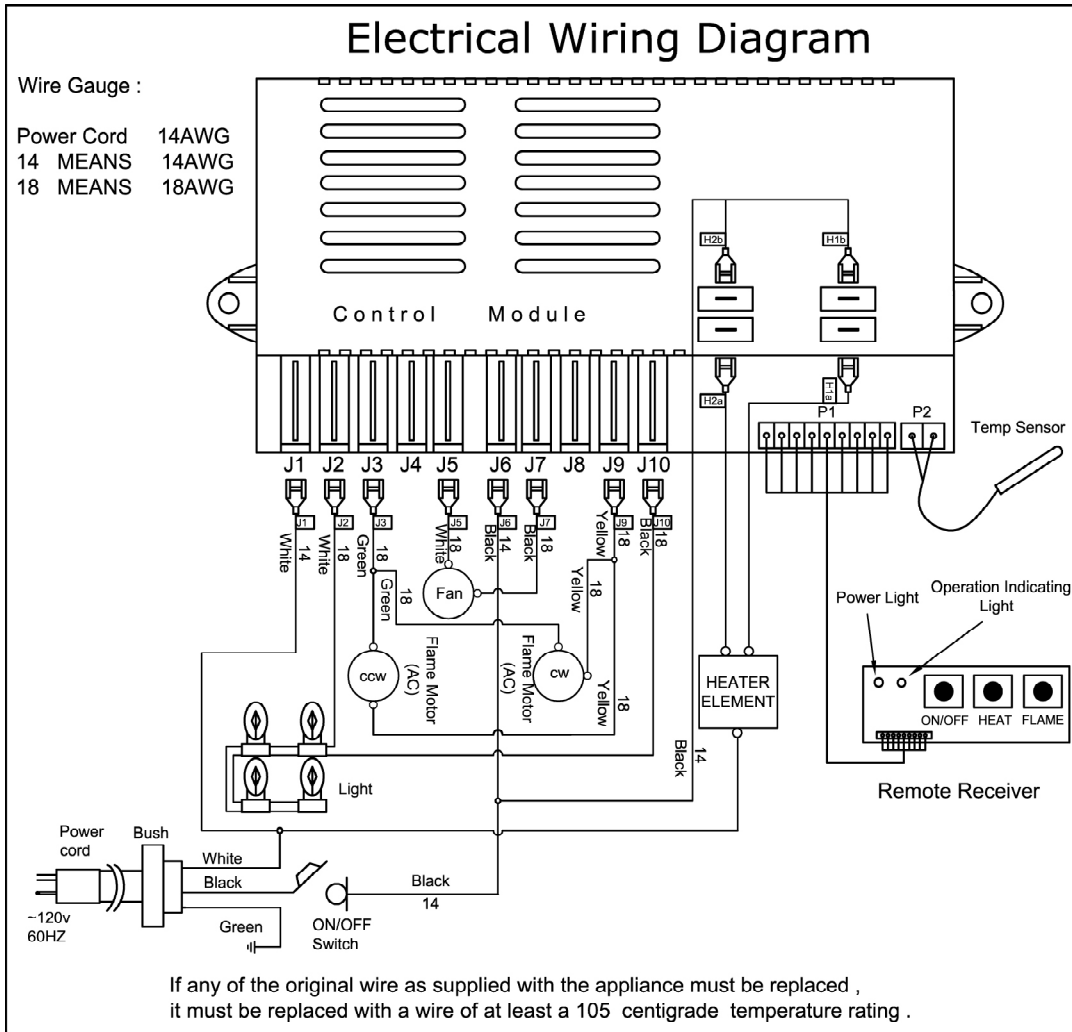 Electrical Wiring Diagram
Wire Gauge :
Power Cord 14AWG
14 MEANS 14AWG
18 MEANS 18AWG
H2b
H1b
Control Module
H2a
H1a
P1
P2
Temp Sensor
J1 J2 J3 J4 J5 J6 J7 J8 J9 J10
J1
J2
J3
J5
J6
J7
J9
J10
White
14
White
18
Green
18
White
18
Black
14
Black
18
Yellow
18
Black
18
Green
18
Fan
Yellow
18
ccw
Flame Motor
(AC)
Flame Motor
(AC)
cw
Yellow
18
HEATER
ELEMENT
Black
14
Power Light
Operation Indicating
Light
ON/OFF HEAT FLAME
Remote Receiver
Light
Power
cord
Bush
White
Black
Green
~120v
60HZ
ON/OFF
Switch
Black
14
If any of the original wire as supplied with the appliance must be replaced ,
it must be replaced with a wire of at least a 105 centigrade temperature rating .